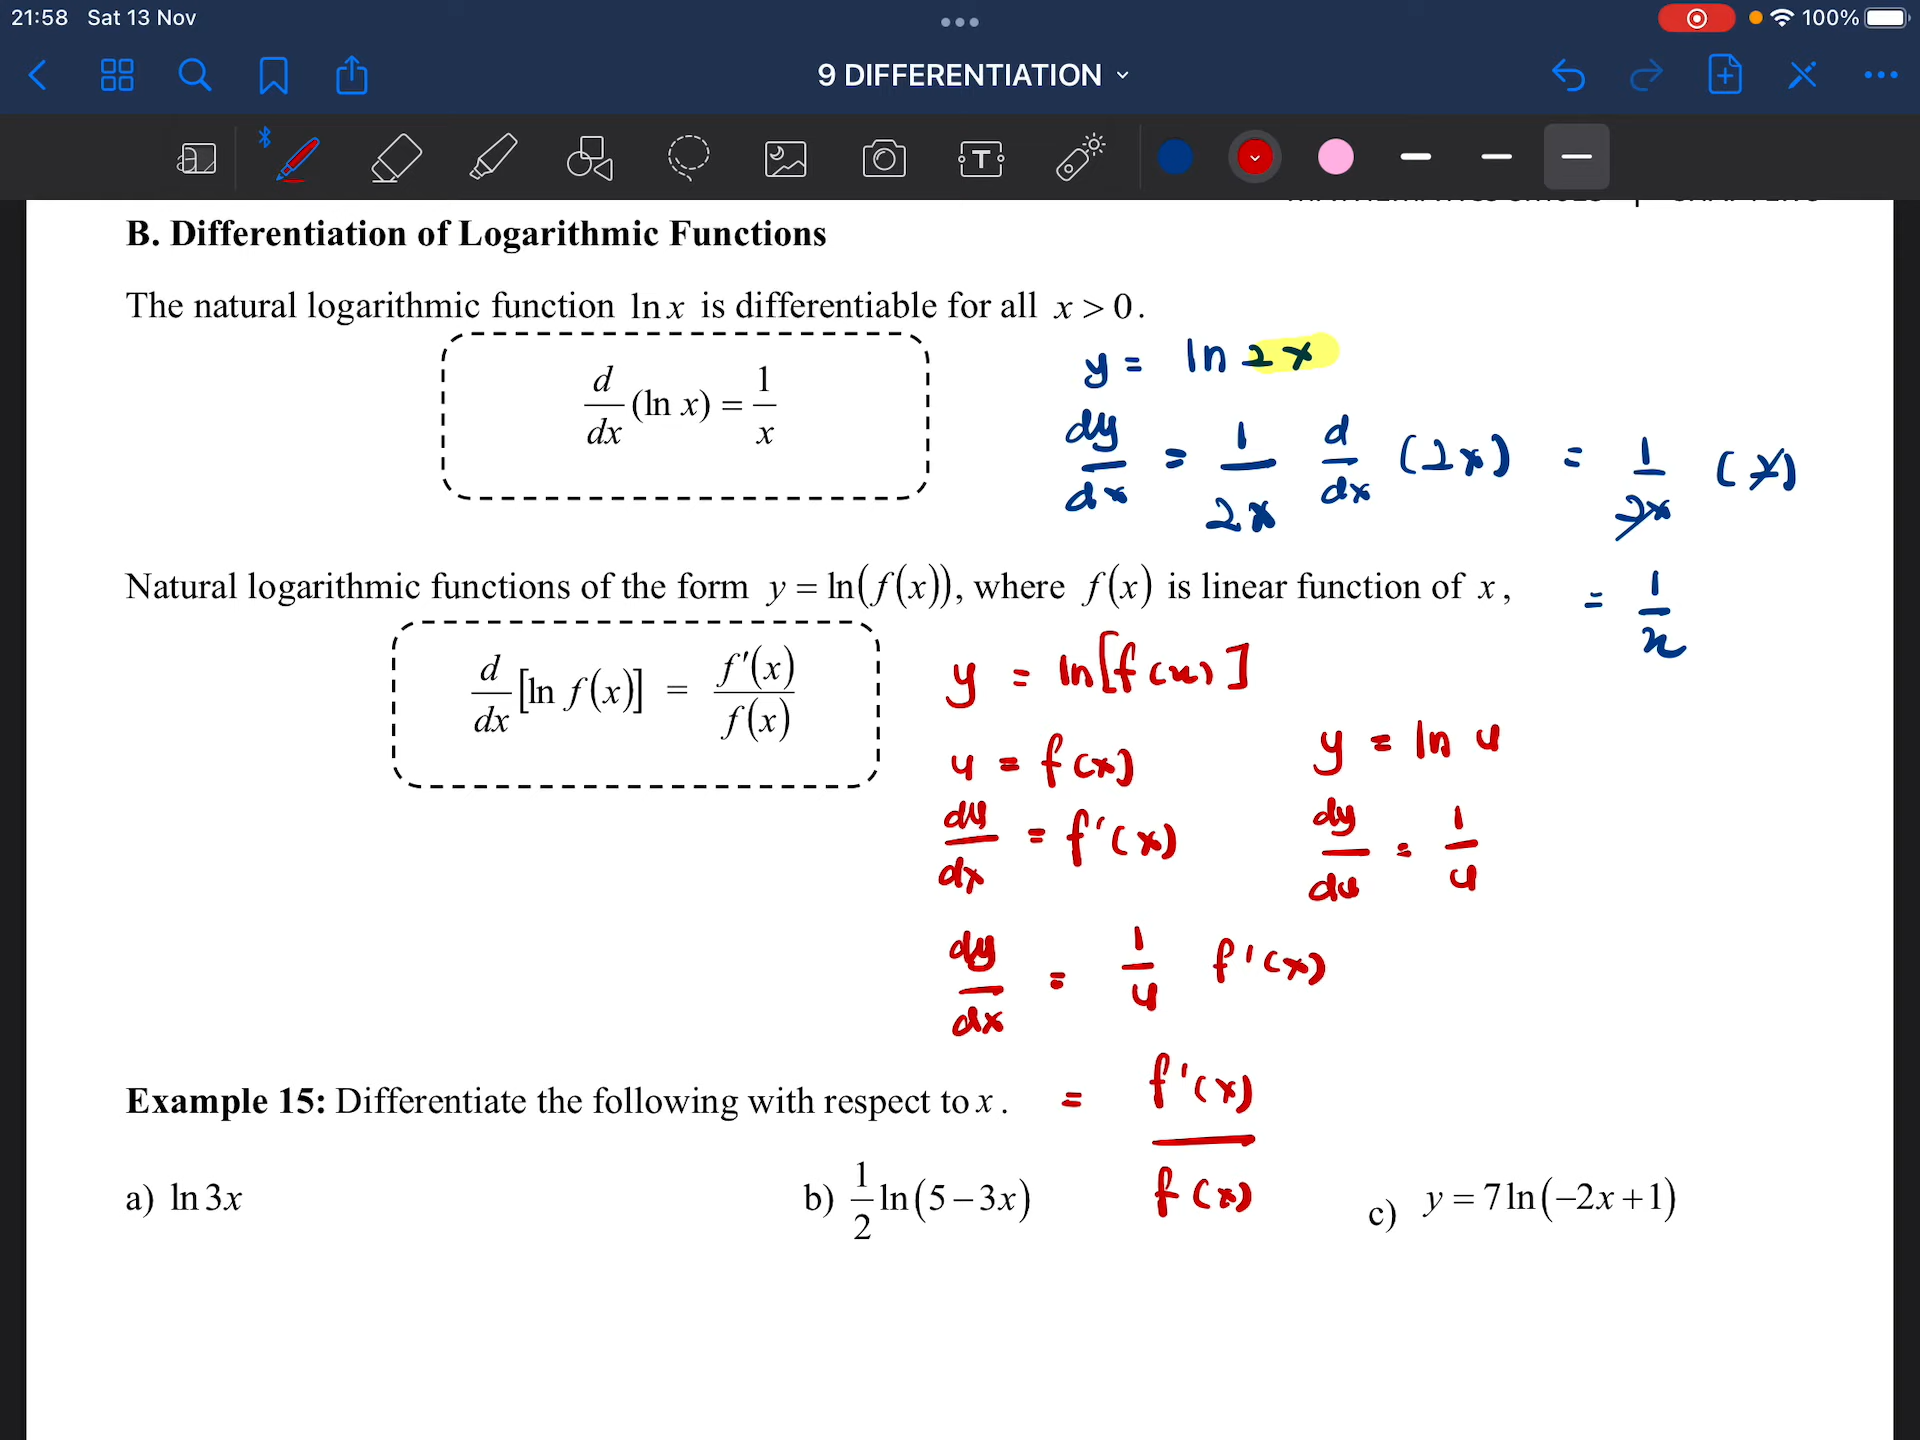 21:58 Sat 13 Nov
100%
9 DIFFERENTIATION
B. Differentiation of Logarithmic Functions
The natural logarithmic function ln x is differentiable for all x > 0.
d/dx (ln x) = 1/x
y = ln 2x
dy/dx = 1/2x d/dx (2x) = 1/2x (2)
= 1/x
Natural logarithmic functions of the form y = ln(f(x)), where f(x) is linear function of x,
d/dx [ln f(x)] = f'(x)/f(x)
y = ln[f(x)]
u = f(x)
y = ln u
du/dx = f'(x)
dy/du = 1/u
dy/dx = 1/u f'(x)
= f'(x)/f(x)
Example 15: Differentiate the following with respect to x.
a) ln 3x
b) 1/2 ln(5 − 3x)
c) y = 7 ln(−2x + 1)